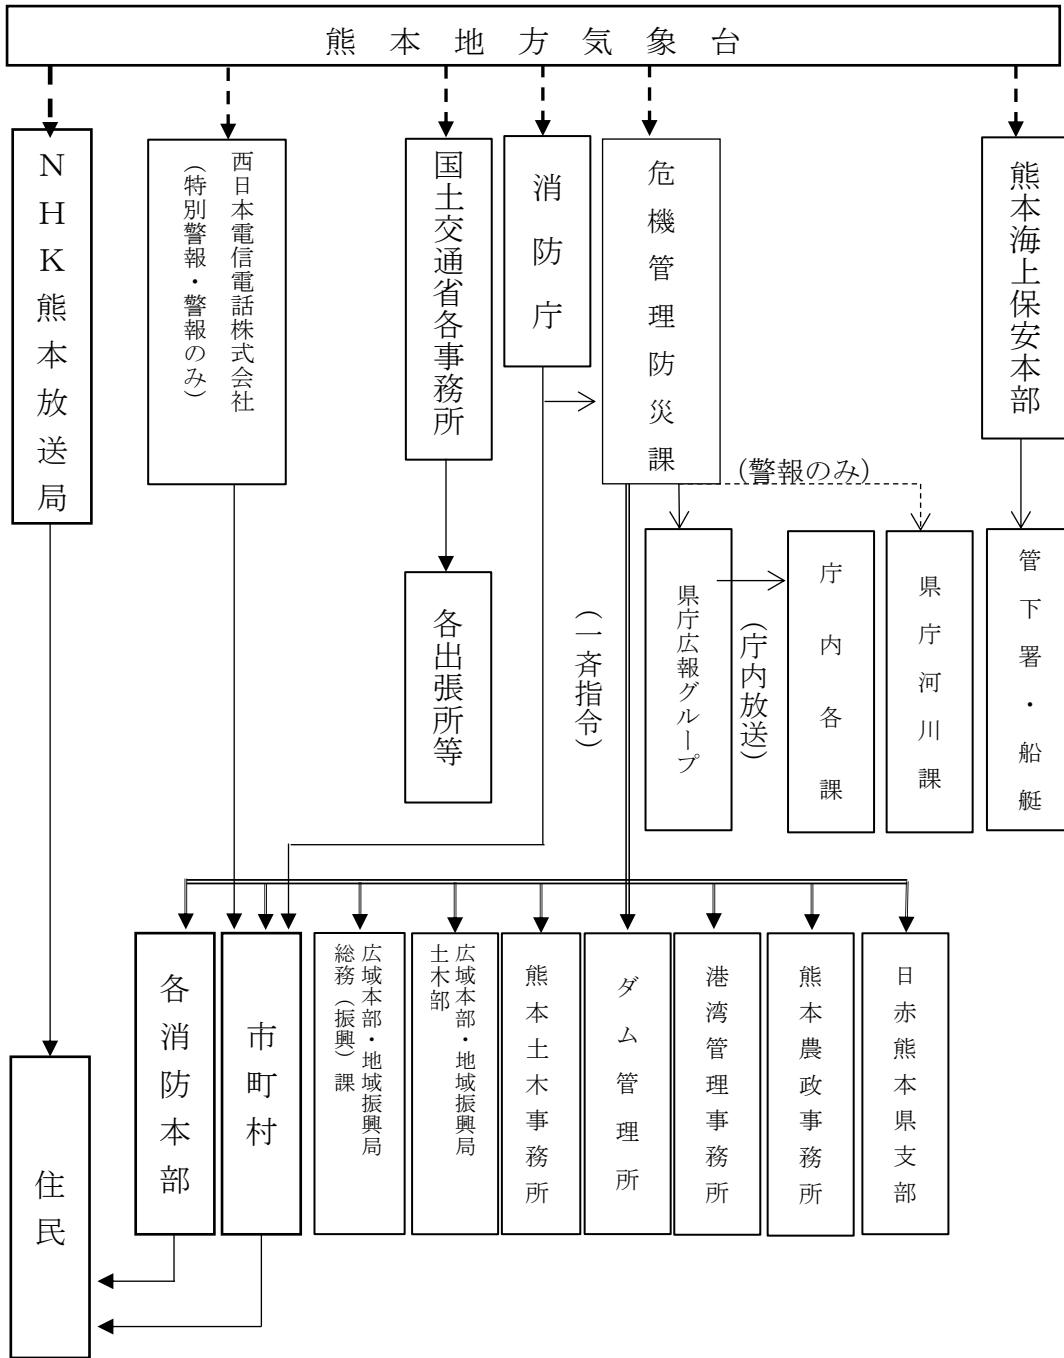 熊本地方気象台
NHK熊本放送局
西日本電信電話株式会社
（特別警報・警報のみ）
国土交通省各事務所
消防庁
危機管理防災課
熊本海上保安本部
（警報のみ）
各出張所等
（一斉指令）
県庁広報グループ
（庁内放送）
庁内各課
県庁河川課
管下署・船艇
各消防本部
市町村
広域本部・地域振興局
総務（振興）課
広域本部・地域振興局
土木部
熊本土木事務所
ダム管理所
港湾管理事務所
熊本農政事務所
日赤熊本県支部
住民